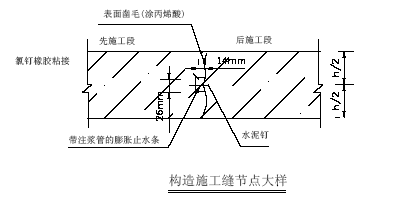 表面凿毛(涂丙烯酸)
先施工段
后施工段
氯钉橡胶粘接
14mm
h/2
h/2
26mm
带注浆管的膨胀止水条
水泥钉
构造施工缝节点大样